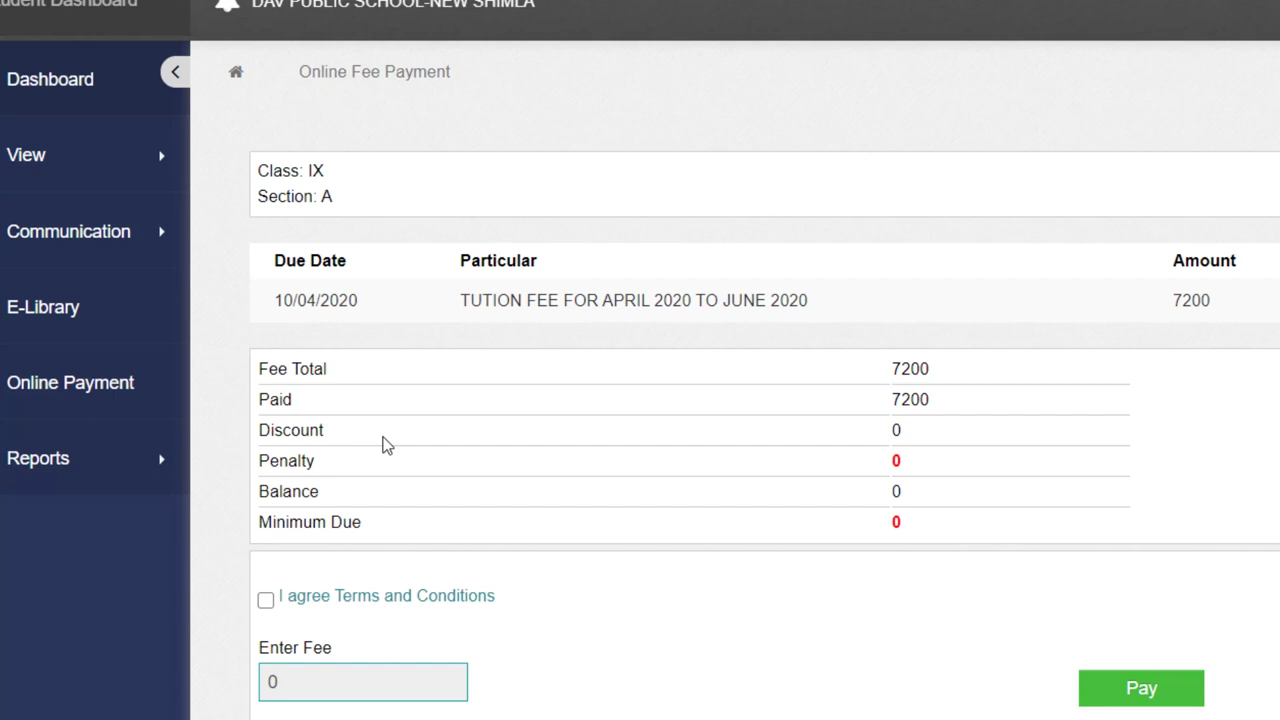 Student Dashboard
DAV PUBLIC SCHOOL-NEW SHIMLA
Dashboard
Online Fee Payment
View
Communication
E-Library
Online Payment
Reports
Class: IX
Section: A
Due Date Particular Amount
10/04/2020 TUTION FEE FOR APRIL 2020 TO JUNE 2020 7200
Fee Total 7200
Paid 7200
Discount 0
Penalty 0
Balance 0
Minimum Due 0
I agree Terms and Conditions
Enter Fee
0
Pay